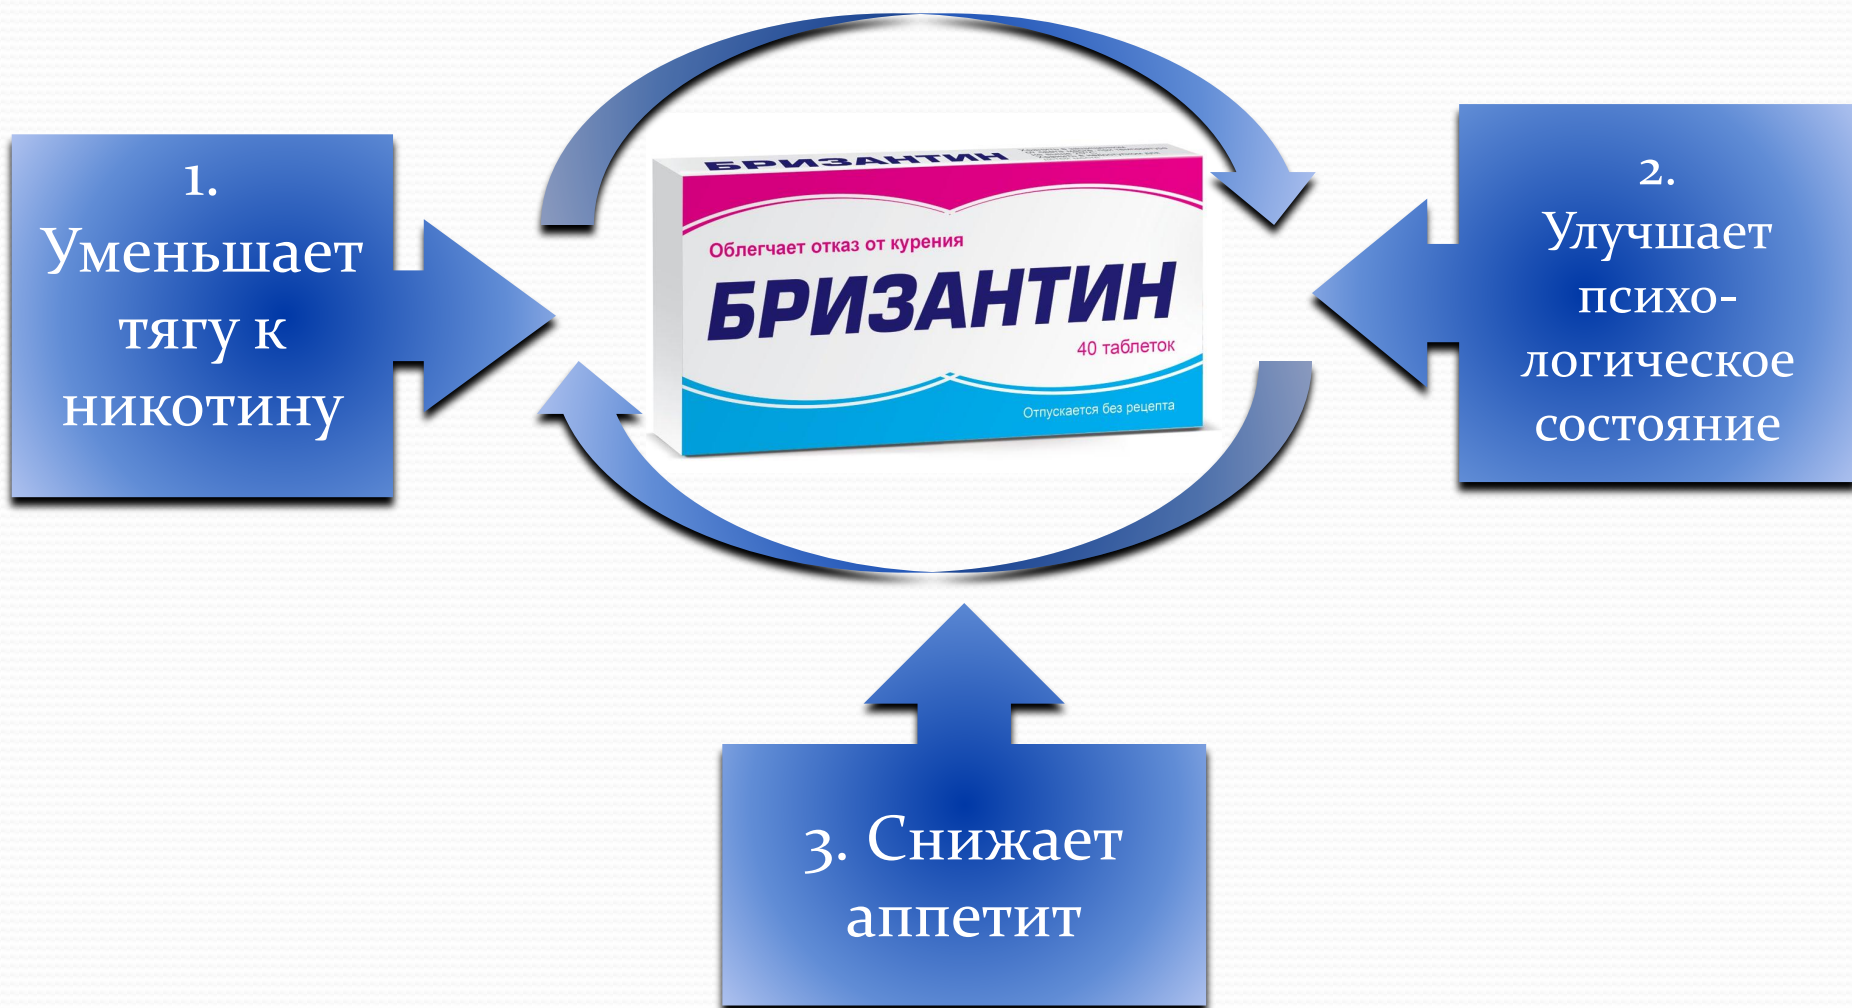 1.
Уменьшает
тягу к
никотину
БРИЗАНТИН
Облегчает отказ от курения
БРИЗАНТИН
40 таблеток
Отпускается без рецепта
2.
Улучшает
психо-
логическое
состояние
3. Снижает
аппетит